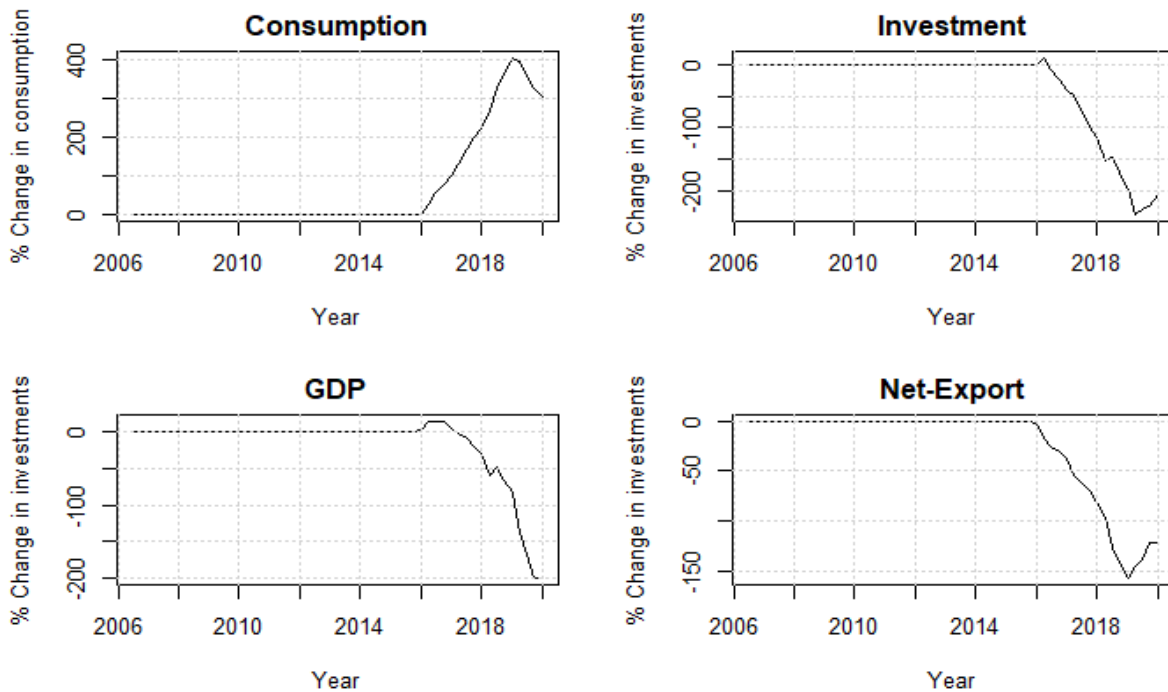 Consumption
% Change in consumption
400
200
0
2006 2010 2014 2018
Year
Investment
% Change in investments
0
-100
-200
2006 2010 2014 2018
Year
GDP
% Change in investments
0
-100
-200
2006 2010 2014 2018
Year
Net-Export
% Change in investments
0
-50
-150
2006 2010 2014 2018
Year